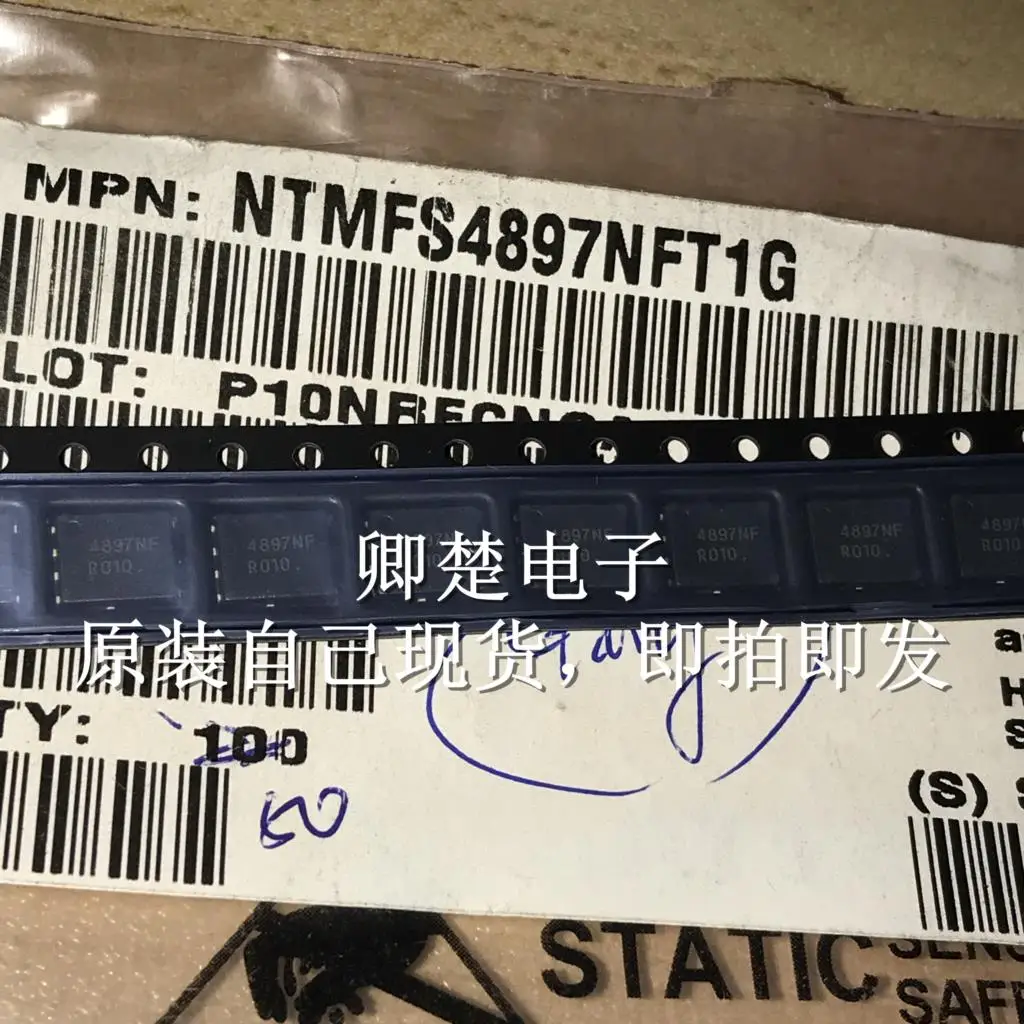 MPN: NTMFS4897NFT1G
LOT:
4897NF 4897NF 4897NF 4897NF 4897NF
R010. R010. R010. R010.
卿楚电子
原装自己现货，即拍即发
TY: 100
50
(S)
STATIC